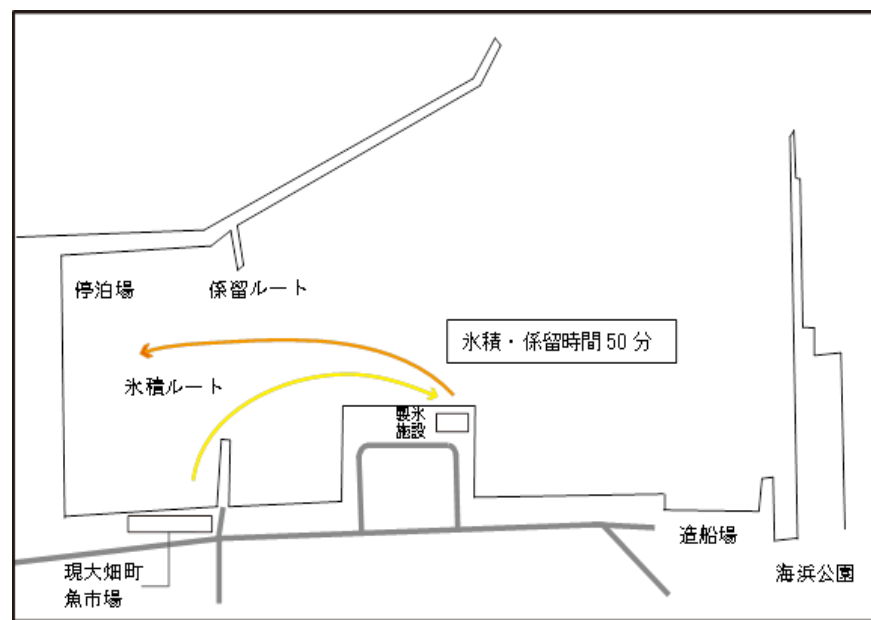 停泊場
係留ルート
氷積・係留時間50分
氷積ルート
製氷
施設
造船場
現大畑町
魚市場
海浜公園